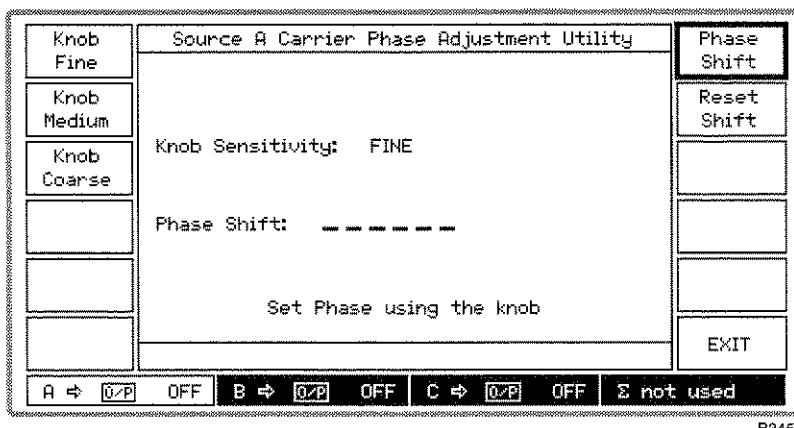 Knob
Fine
Source A Carrier Phase Adjustment Utility
Phase
Shift
Knob
Medium
Reset
Shift
Knob
Coarse
Knob Sensitivity: FINE
Phase Shift: _ _ _ _ _ _
Set Phase using the knob
EXIT
A ⇨ O/P OFF B ⇨ O/P OFF C ⇨ O/P OFF Σ not used